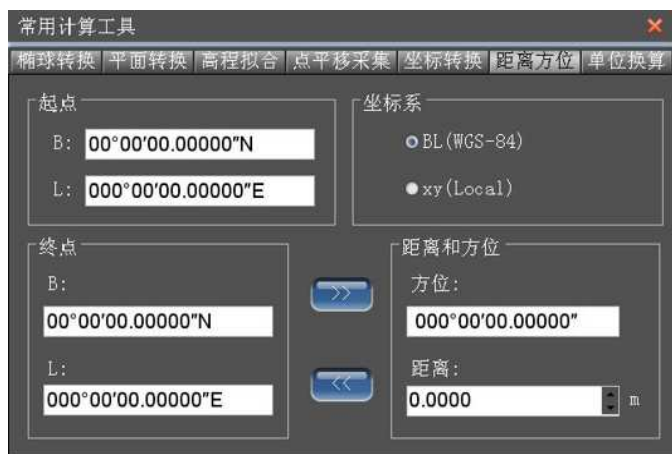 常用计算工具
椭球转换 平面转换 高程拟合 点平移采集 坐标转换 距离方位 单位换算
起点
B: 00°00′00.00000″N
L: 000°00′00.00000″E
坐标系
BL(WGS-84)
xy(Local)
终点
B:
00°00′00.00000″N
L:
000°00′00.00000″E
>>
<<
距离和方位
方位:
000°00′00.00000″
距离:
0.0000 m